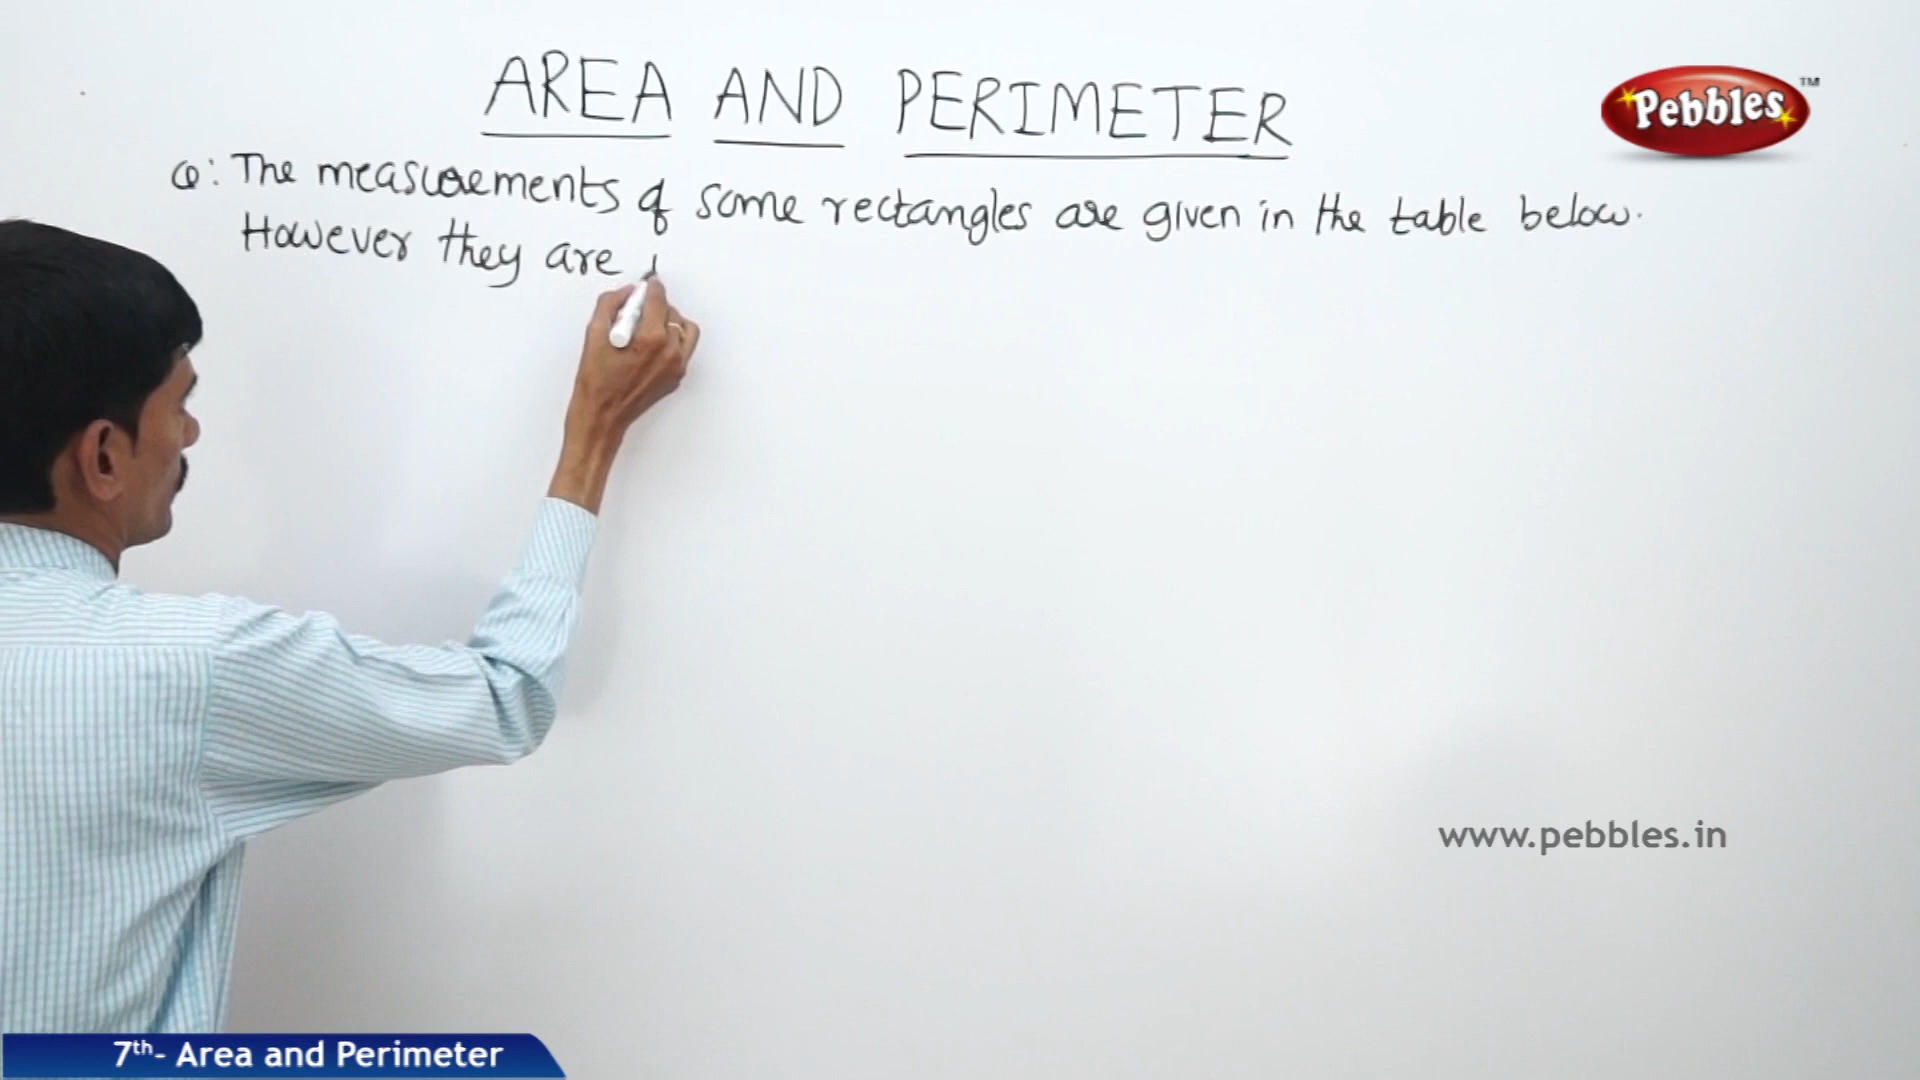 AREA AND PERIMETER
Pebbles™
Q: The measurements of some rectangles are given in the table below.
However they are
www.pebbles.in
7th- Area and Perimeter